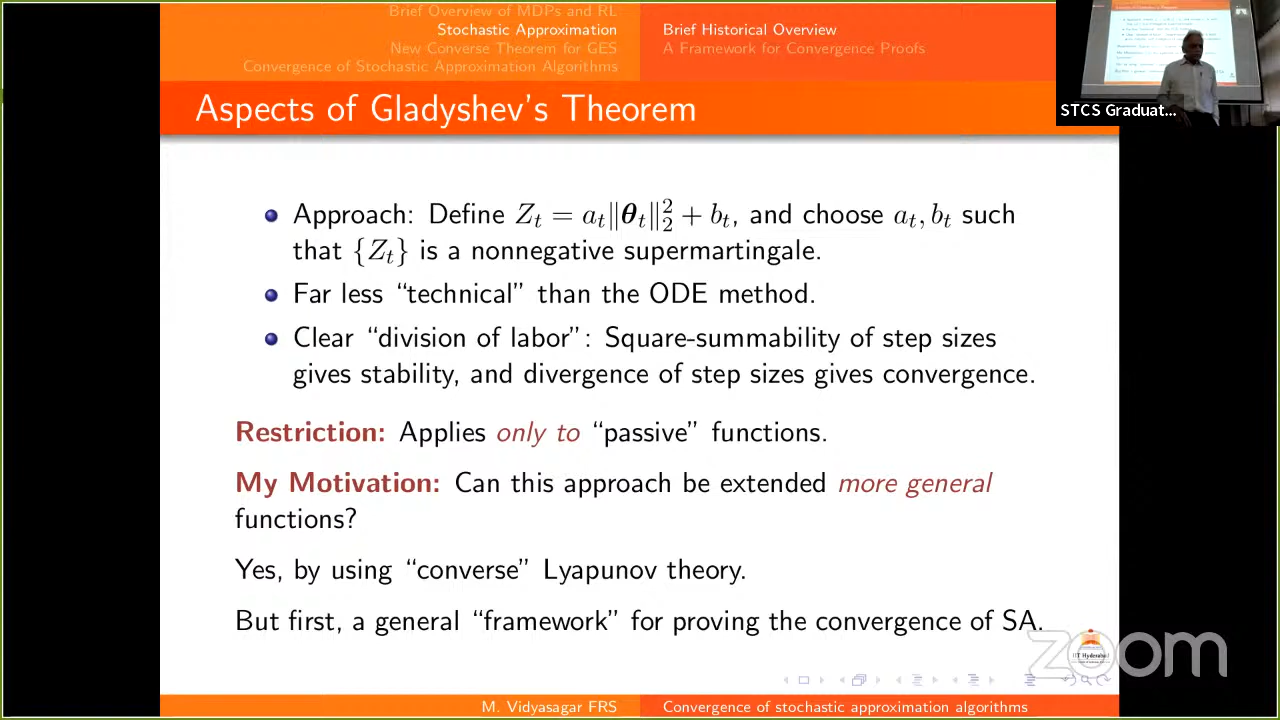 Brief Overview of MDPs and RL
Stochastic Approximation
New Converse Theorem for GES
Convergence of Stochastic Approximation Algorithms
Brief Historical Overview
A Framework for Convergence Proofs
STCS Graduat...
Aspects of Gladyshev's Theorem
Approach: Define Z_t = a_t‖θ_t‖₂² + b_t, and choose a_t, b_t such
that {Z_t} is a nonnegative supermartingale.
Far less “technical” than the ODE method.
Clear “division of labor”: Square-summability of step sizes
gives stability, and divergence of step sizes gives convergence.
Restriction: Applies only to “passive” functions.
My Motivation: Can this approach be extended more general
functions?
Yes, by using “converse” Lyapunov theory.
But first, a general “framework” for proving the convergence of SA.
zoom
IIT Hyderabad
M. Vidyasagar FRS
Convergence of stochastic approximation algorithms